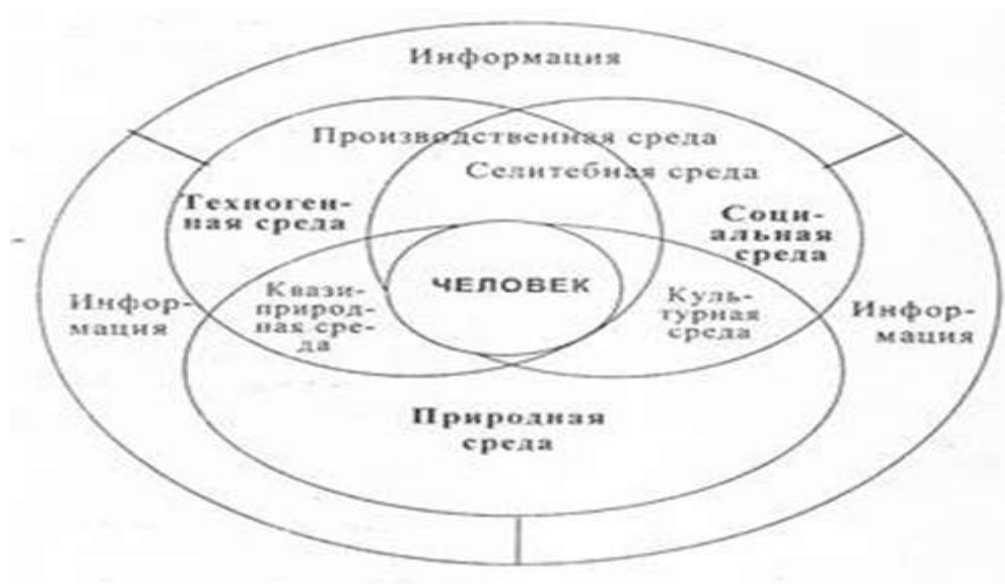 Информация
Производственная среда
Селитебная среда
Техноген-
ная среда
Соци-
альная
среда
ЧЕЛОВЕК
Квази-
природ-
ная сре-
да
Куль-
турная
среда
Инфор-
мация
Инфор-
мация
Природная
среда